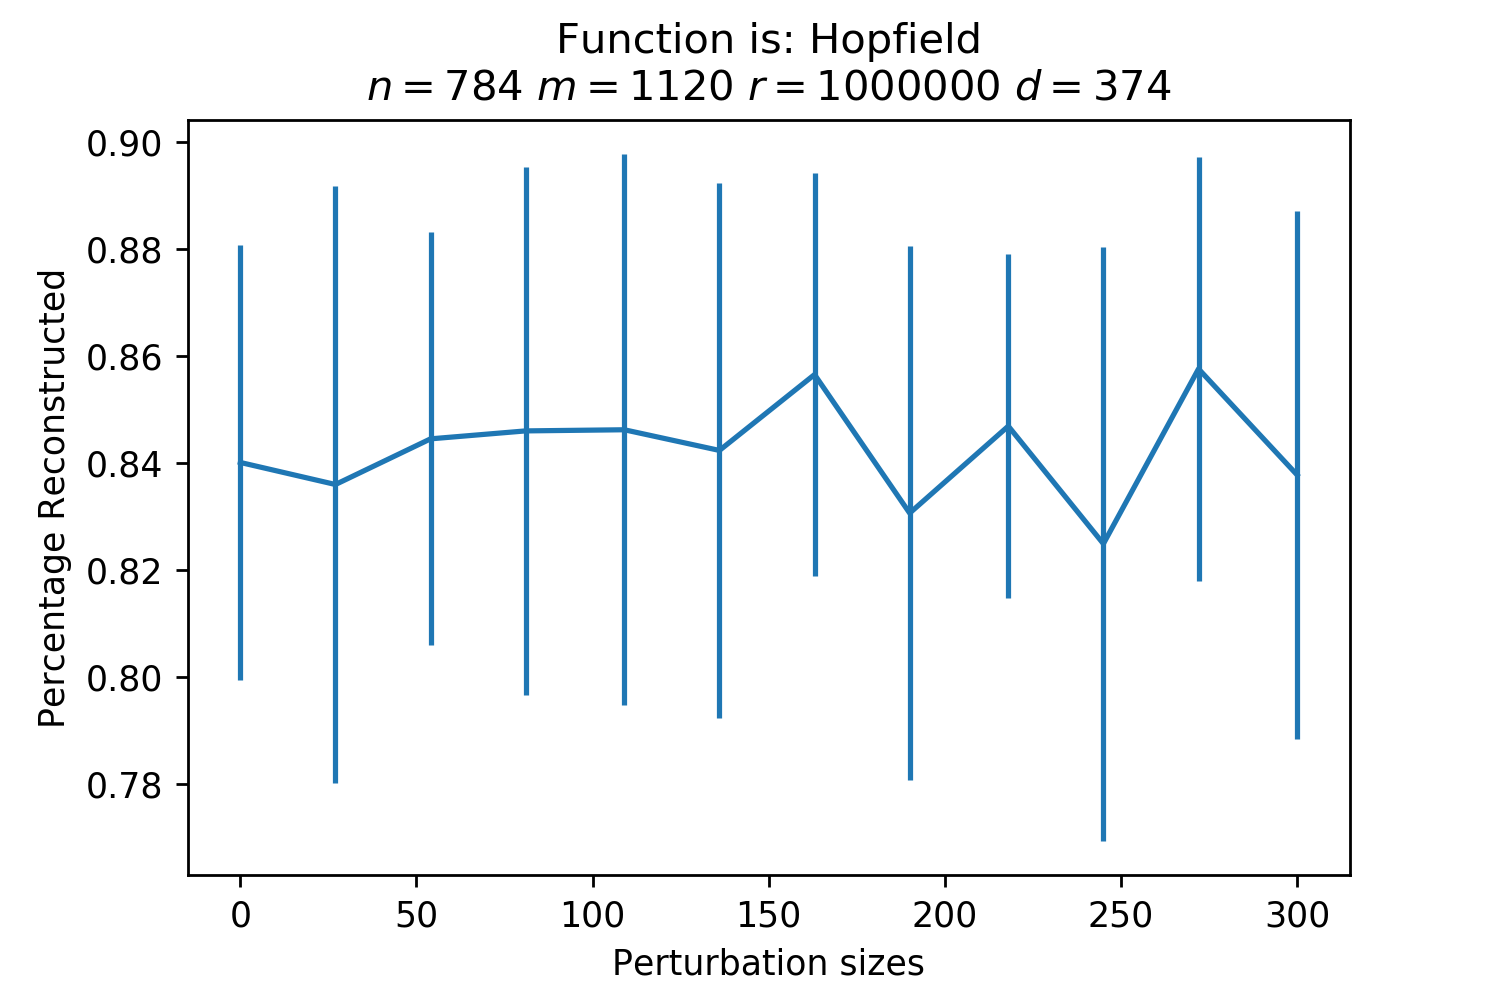 Function is: Hopfield
n = 784 m = 1120 r = 1000000 d = 374
Percentage Reconstructed
0.90
0.88
0.86
0.84
0.82
0.80
0.78
0 50 100 150 200 250 300
Perturbation sizes